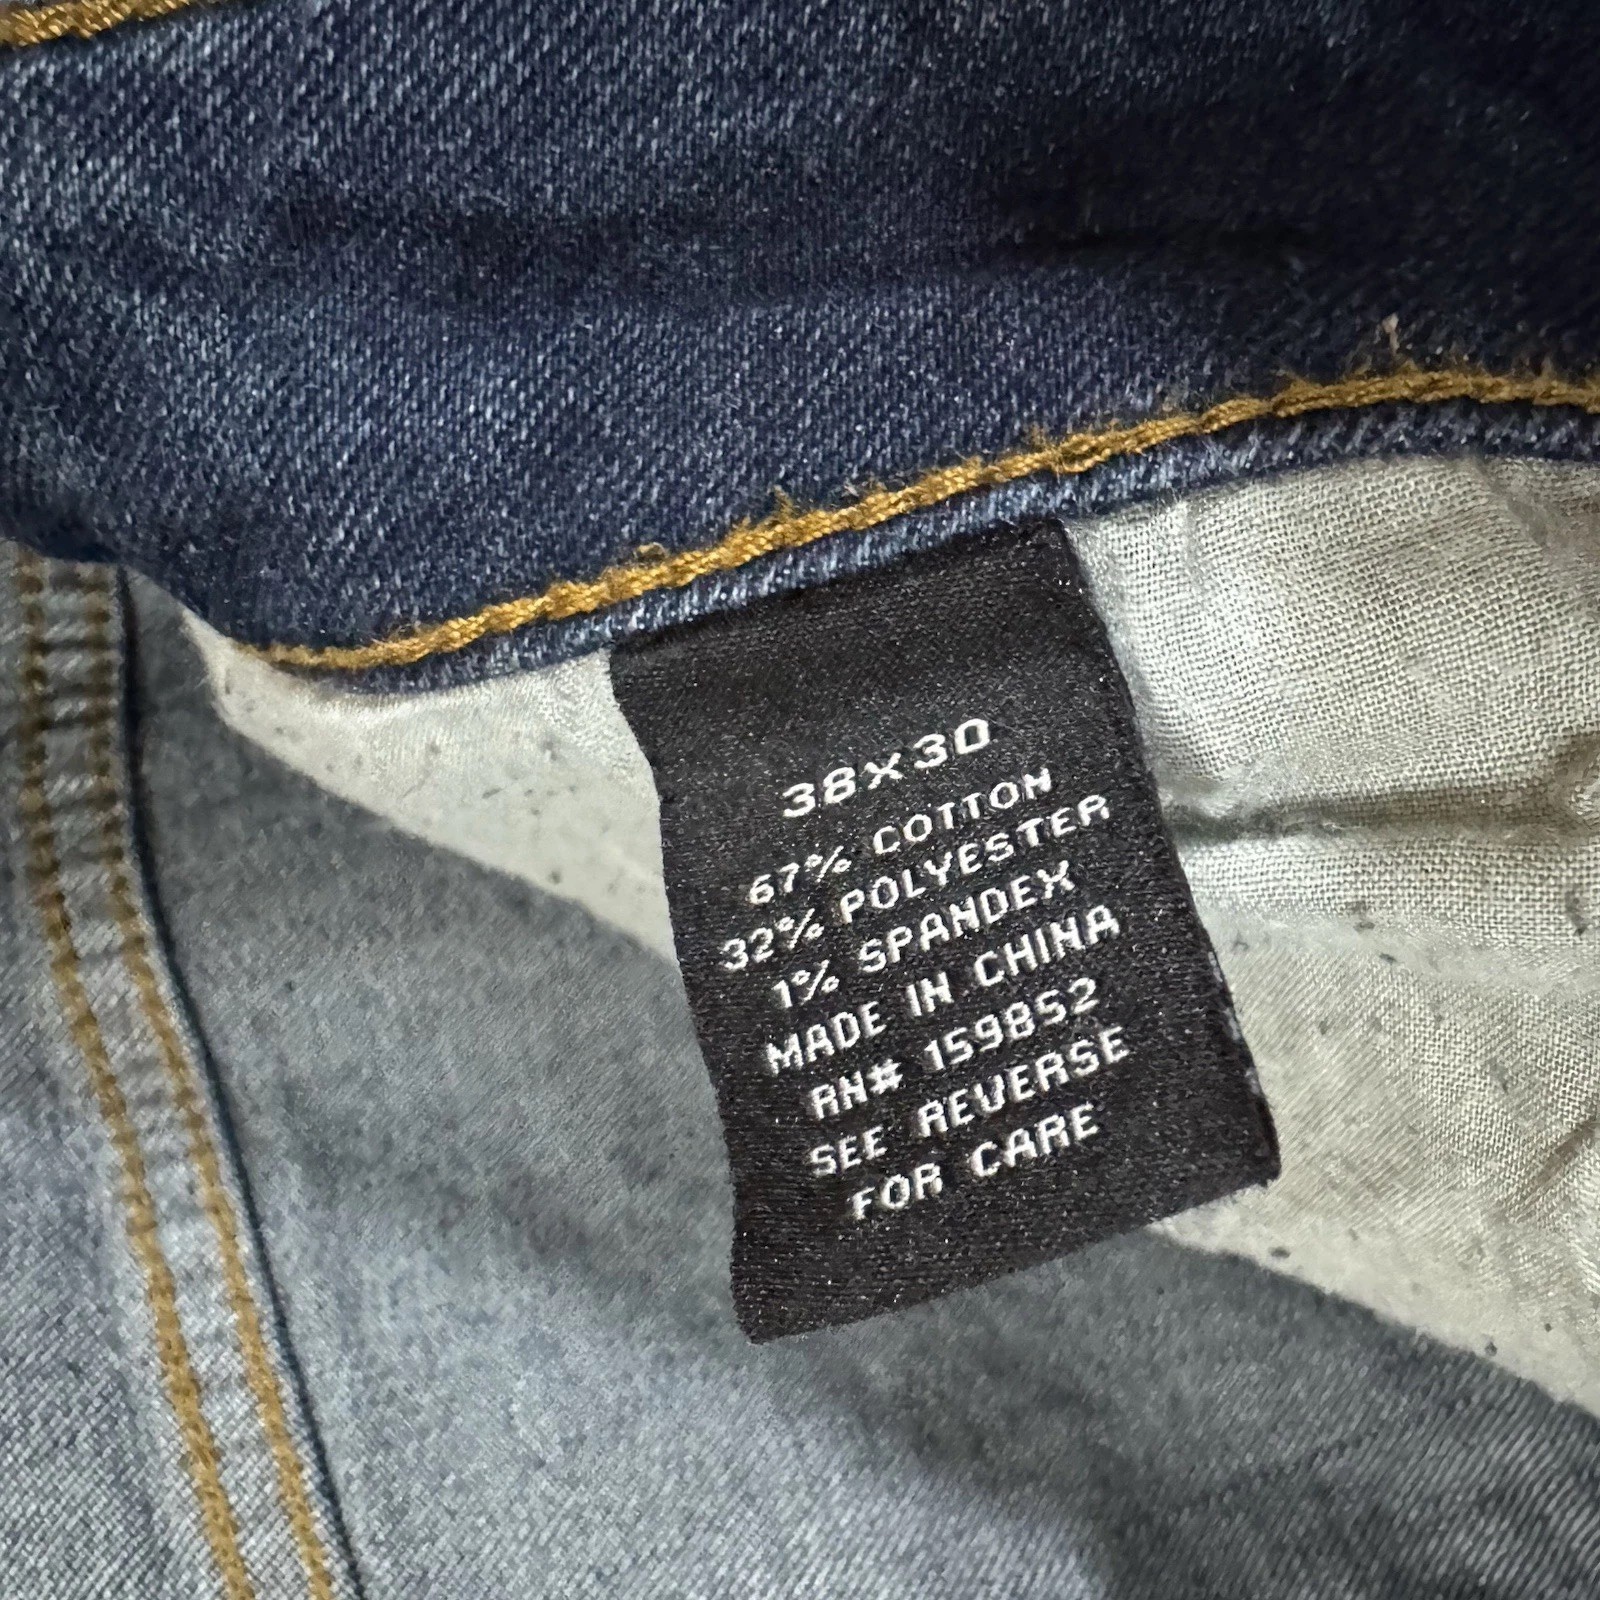 38x30
67% COTTON
32% POLYESTER
1% SPANDEX
MADE IN CHINA
RN# 159852
SEE REVERSE
FOR CARE